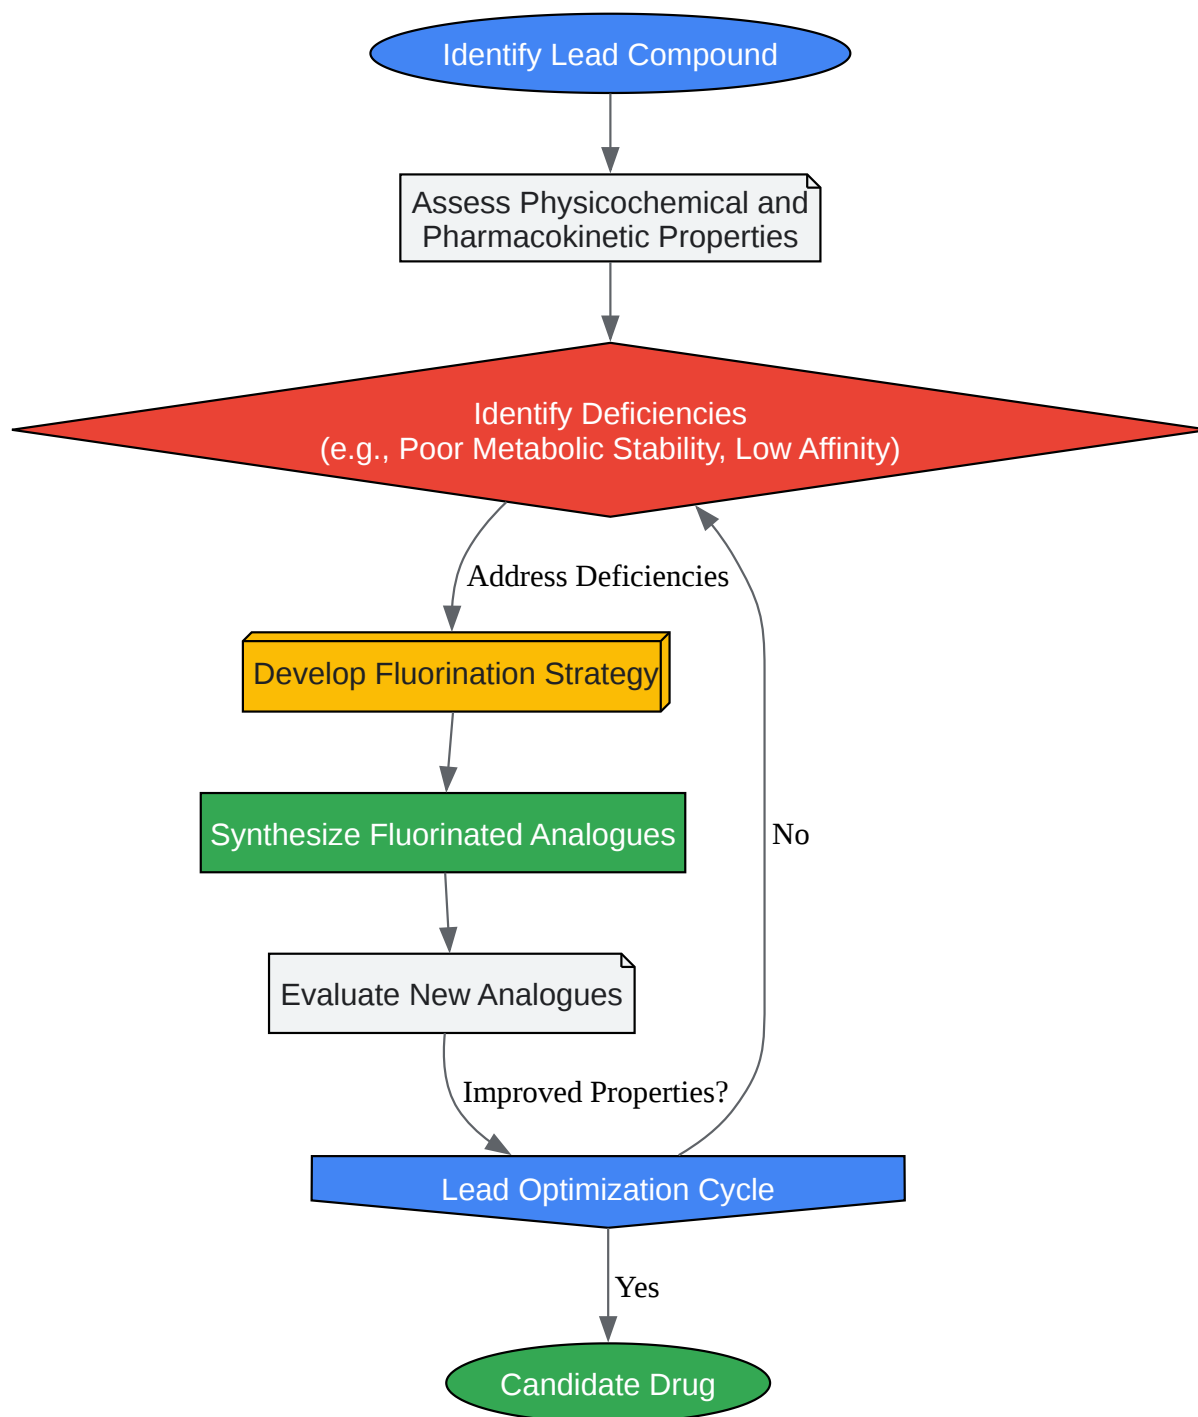 Identify Lead Compound
Assess Physicochemical and
Pharmacokinetic Properties
Identify Deficiencies
(e.g., Poor Metabolic Stability, Low Affinity)
Address Deficiencies
Develop Fluorination Strategy
Synthesize Fluorinated Analogues
No
Evaluate New Analogues
Improved Properties?
Lead Optimization Cycle
Yes
Candidate Drug